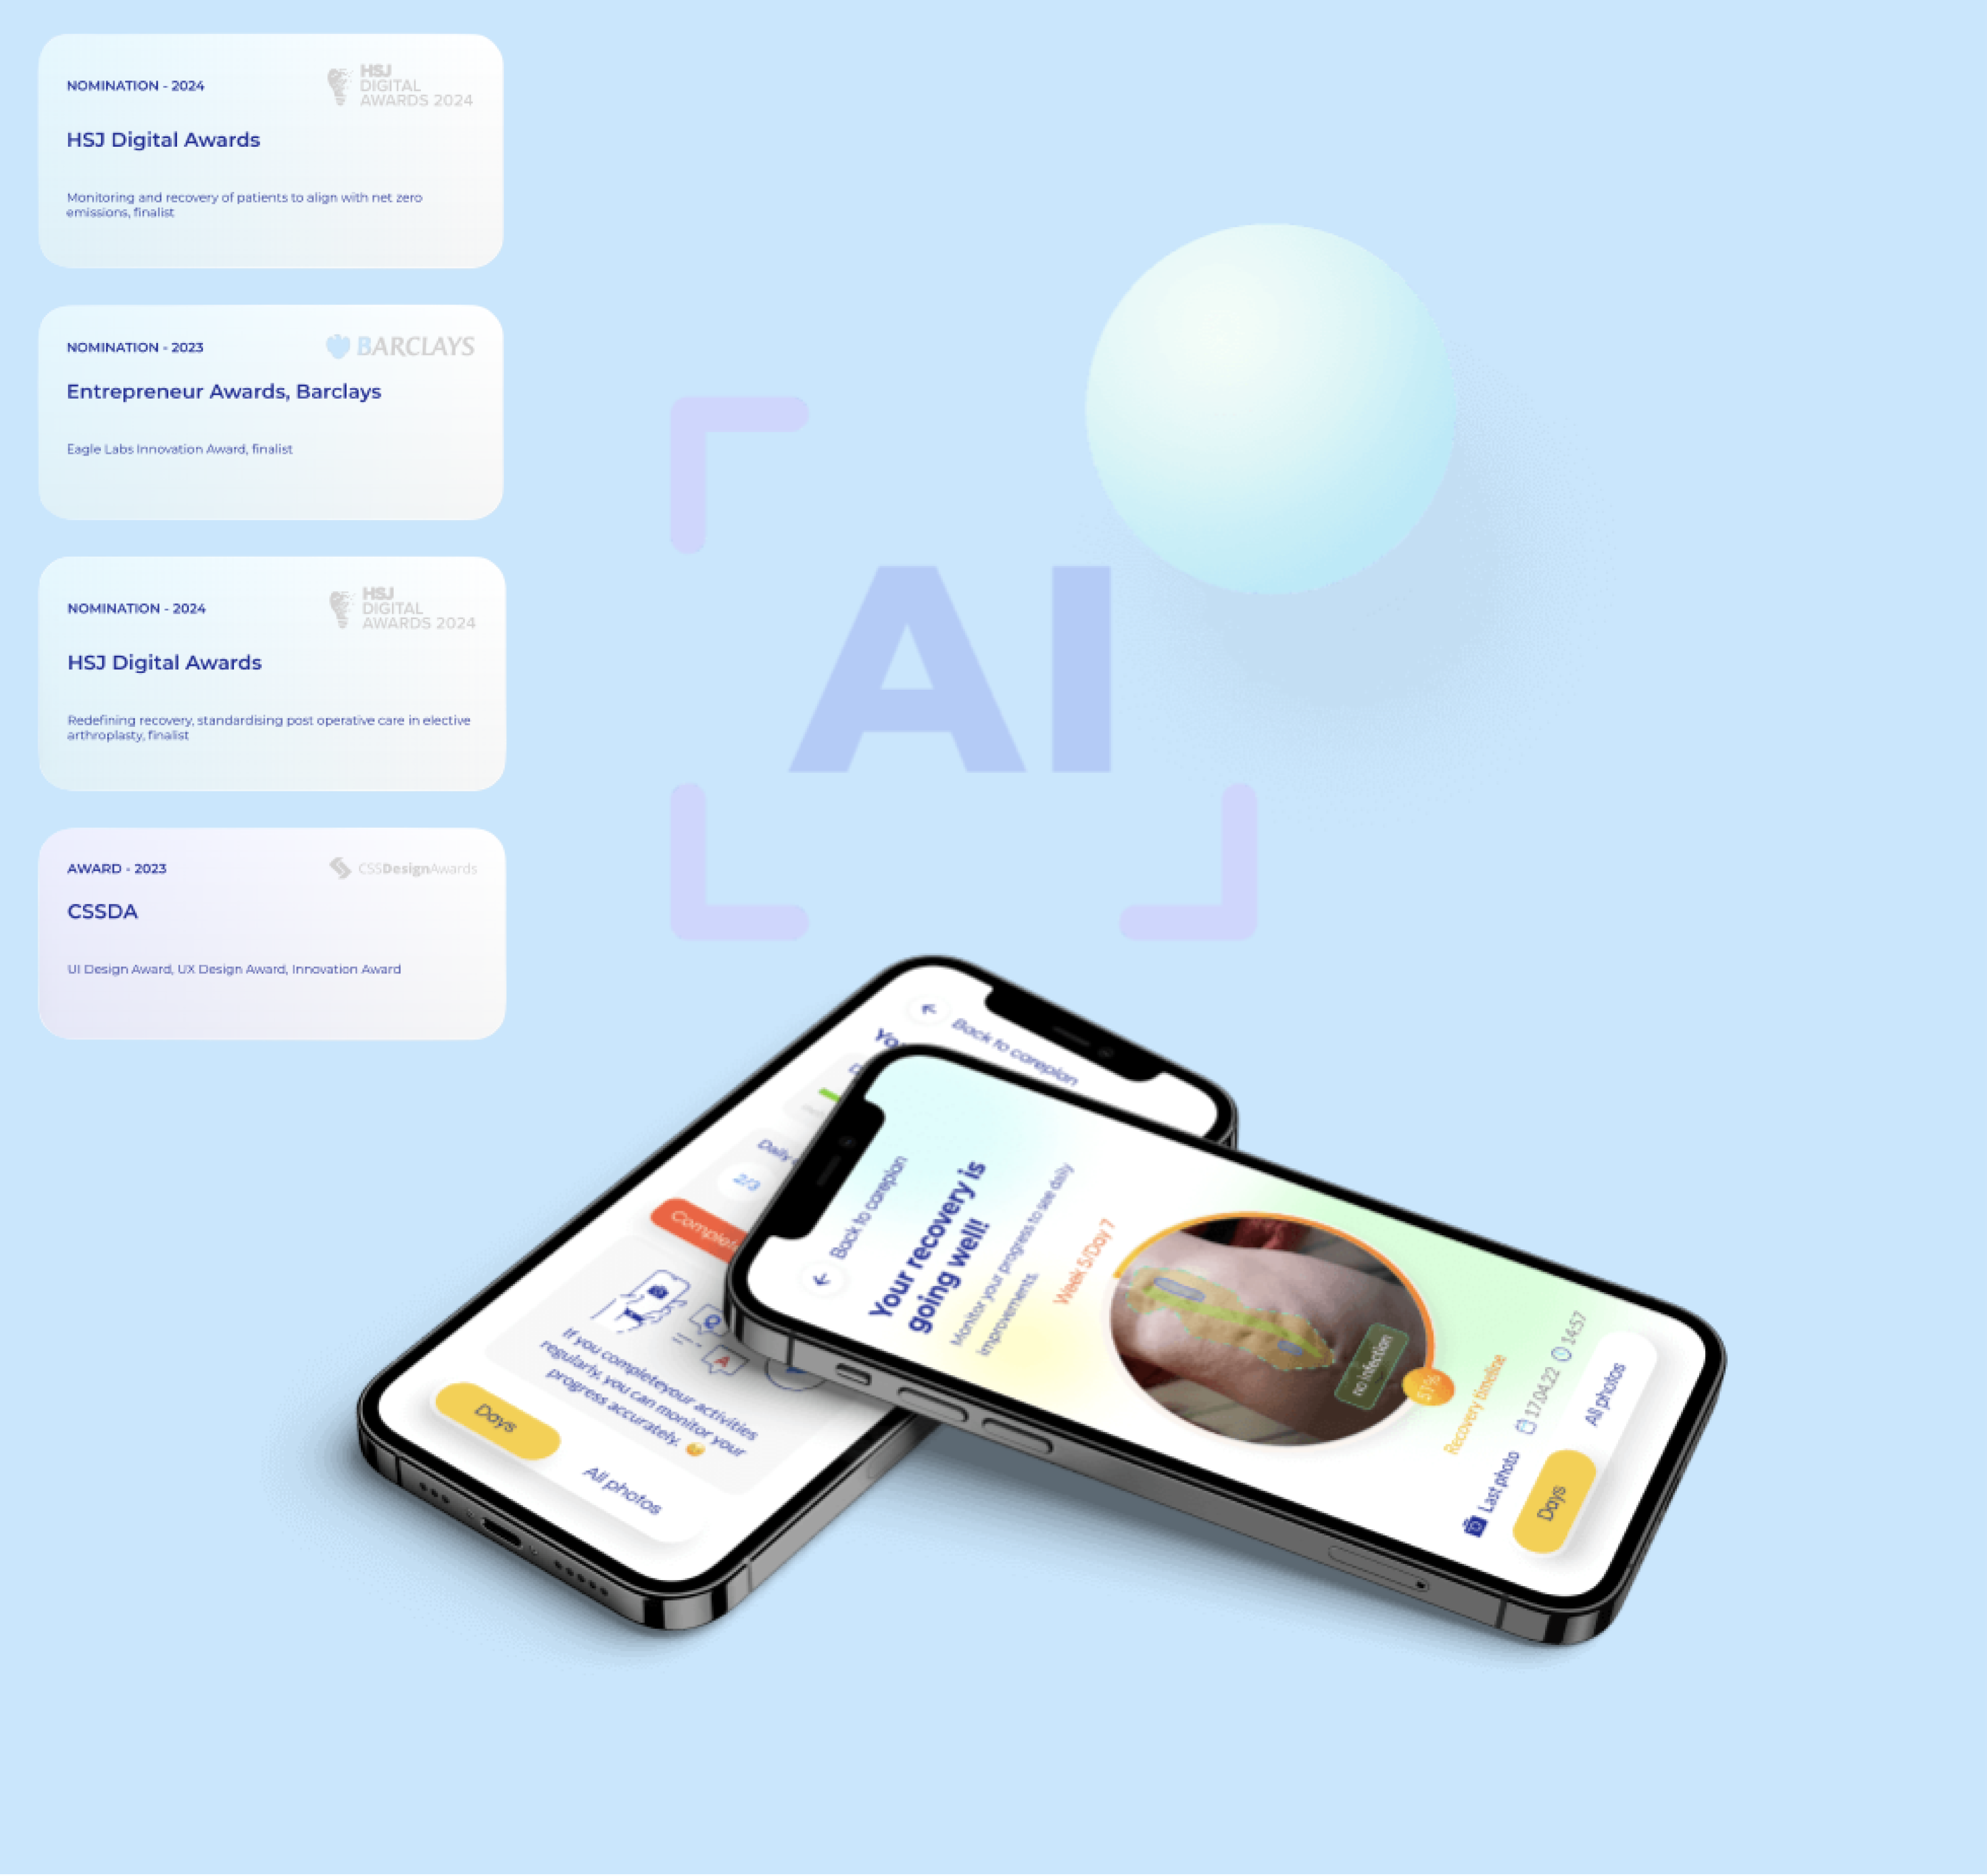 NOMINATION - 2024
HSJ
DIGITAL
AWARDS 2024
HSJ Digital Awards
Monitoring and recovery of patients to align with net zero
emissions, finalist
NOMINATION - 2023
BARCLAYS
Entrepreneur Awards, Barclays
Eagle Labs Innovation Award, finalist
NOMINATION - 2024
HSJ
DIGITAL
AWARDS 2024
HSJ Digital Awards
Redefining recovery, standardising post operative care in elective
arthroplasty, finalist
AWARD - 2023
CSSDesignAwards
CSSDA
UI Design Award, UX Design Award, Innovation Award
AI
Back to careplan
Daily
2/3
If you completeyour activities
regularly, you can monitor your
progress accurately.
Days
All photos
Back to careplan
Your recovery is
going well!
Monitor your progress to see daily
improvements.
Week 5/Day 7
no infection
51%
Recovery timeline
Last photo
17.04.22
14:57
Days
All photos